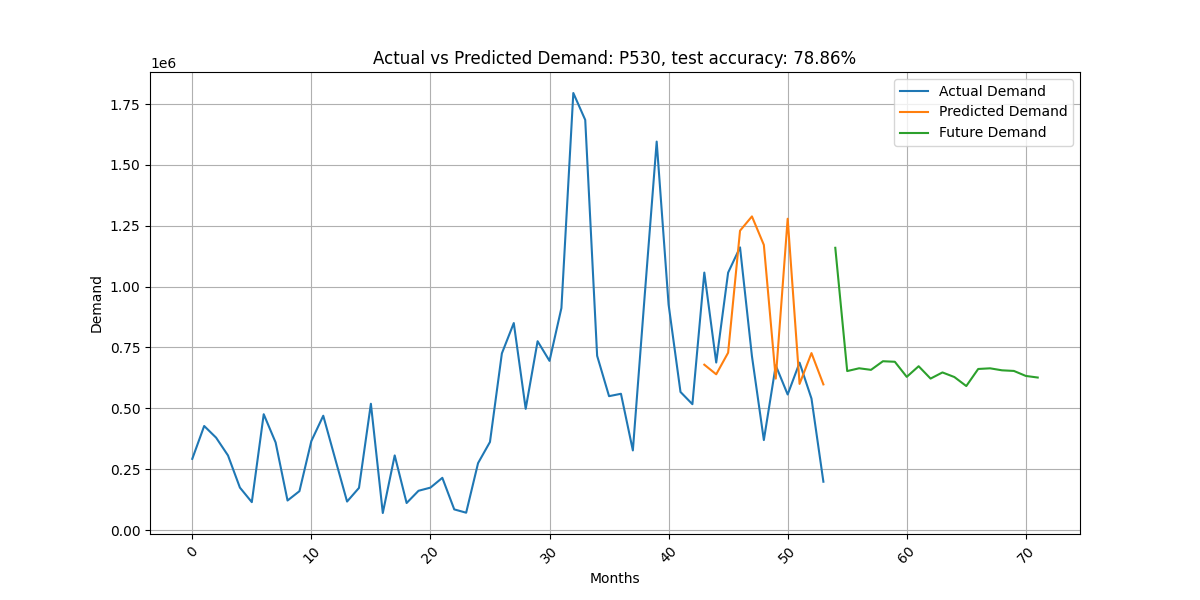 Actual vs Predicted Demand: P530, test accuracy: 78.86%
1e6
Actual Demand
Predicted Demand
Future Demand
1.75
1.50
1.25
1.00
0.75
0.50
0.25
0.00
Demand
0 10 20 30 40 50 60 70
Months